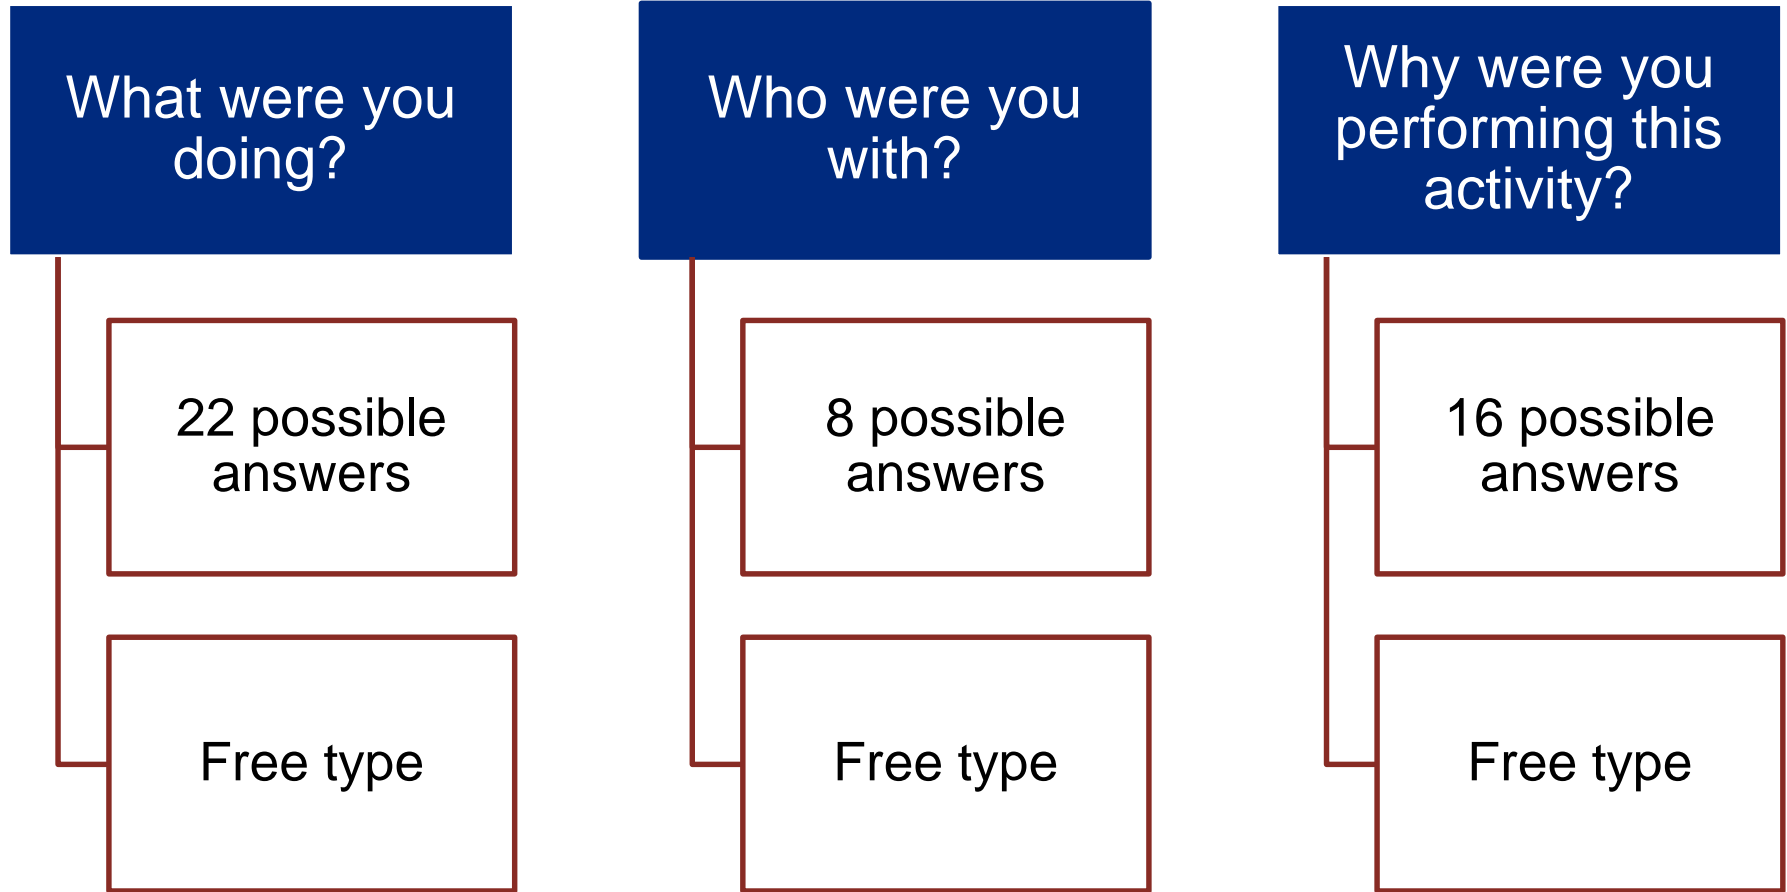 What were you
doing?
22 possible
answers
Free type
Who were you
with?
8 possible
answers
Free type
Why were you
performing this
activity?
16 possible
answers
Free type